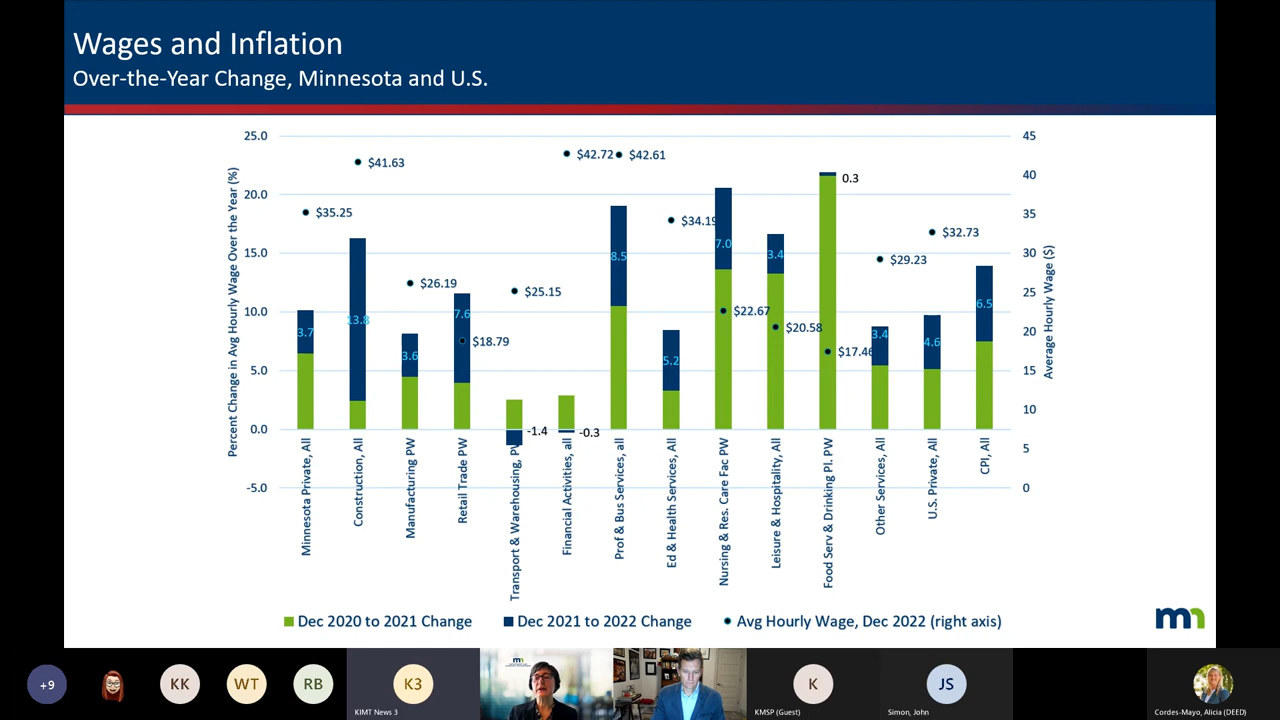 Wages and Inflation
Over-the-Year Change, Minnesota and U.S.
Percent Change in Avg Hourly Wage Over the Year (%)
25.0
20.0
15.0
10.0
5.0
0.0
-5.0
45
40
35
30
25
20
15
10
5
0
Average Hourly Wage ($)
$35.25
$41.63
$26.19
$18.79
$25.15
$42.72
$42.61
$34.19
$22.67
$20.58
$17.46
$29.23
$32.73
3.7
13.8
3.6
7.6
-1.4
-0.3
8.5
5.2
7.0
3.4
0.3
3.4
4.6
6.5
Minnesota Private, All
Construction, All
Manufacturing PW
Retail Trade PW
Transport & Warehousing, PW
Financial Activities, all
Prof & Bus Services, all
Ed & Health Services, All
Nursing & Res. Care Fac PW
Leisure & Hospitality, All
Food Serv & Drinking Pl. PW
Other Services, All
U.S. Private, All
CPI, All
Dec 2020 to 2021 Change
Dec 2021 to 2022 Change
Avg Hourly Wage, Dec 2022 (right axis)
mn
+9
KK
WT
RB
K3
KIMT News 3
mn
K
KMSP (Guest)
JS
Simon, John
Cordes-Mayo, Alicia (DEED)